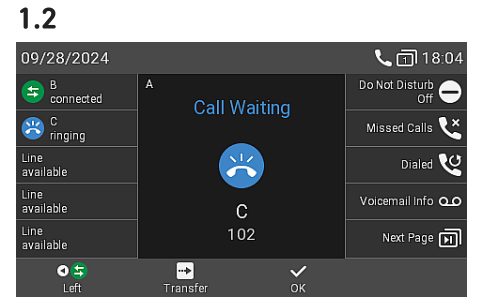 1.2
09/28/2024
1
18:04
B
connected
C
ringing
Line
available
Line
available
Line
available
A
Call Waiting
C
102
Do Not Disturb
Off
Missed Calls
Dialed
Voicemail Info
Next Page
Left
Transfer
OK